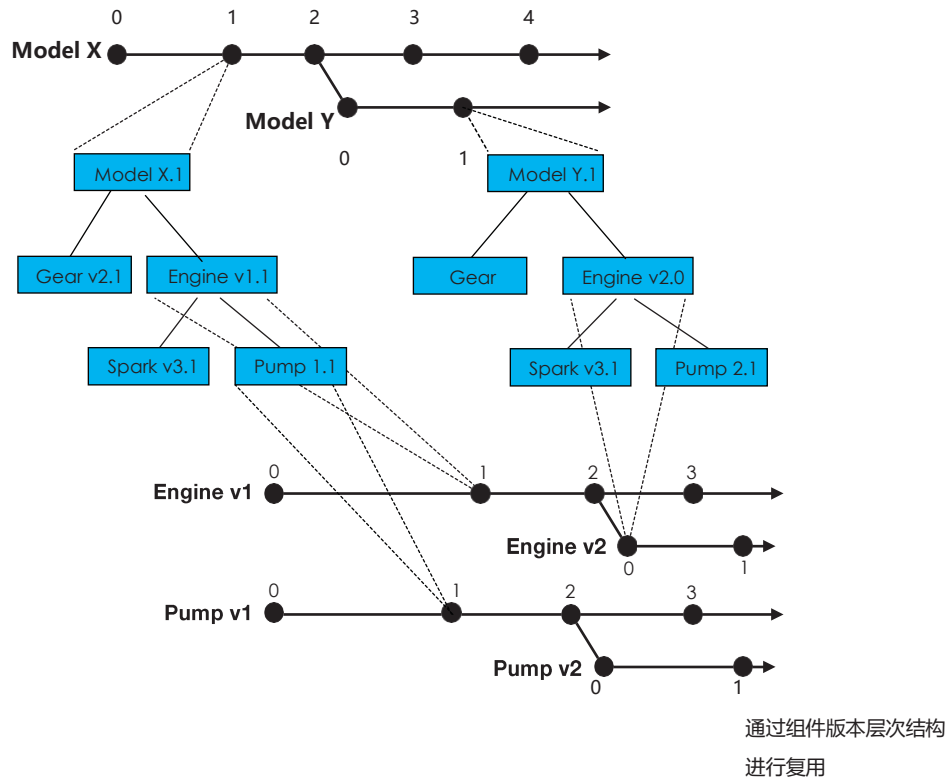 0 1 2 3 4
Model X
Model Y
0 1
Model X.1 Model Y.1
Gear v2.1 Engine v1.1 Gear Engine v2.0
Spark v3.1 Pump 1.1 Spark v3.1 Pump 2.1
0 1 2 3
Engine v1
Engine v2
0 1
0 1 2 3
Pump v1
Pump v2
0 1
通过组件版本层次结构
进行复用